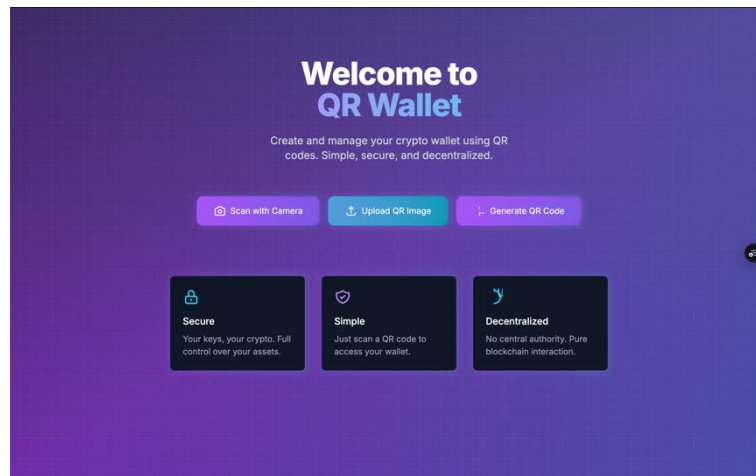 Welcome to
QR Wallet
Create and manage your crypto wallet using QR
codes. Simple, secure, and decentralized.
Scan with Camera
Upload QR Image
Generate QR Code
Secure
Your keys, your crypto. Full
control over your assets.
Simple
Just scan a QR code to
access your wallet.
Decentralized
No central authority. Pure
blockchain interaction.